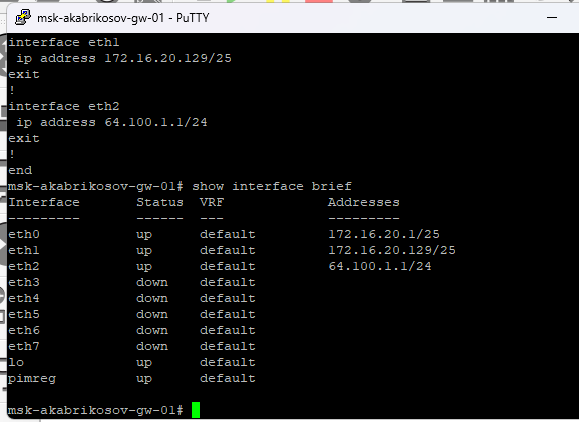 msk-akabrikosov-gw-01 - PuTTY
interface eth1
 ip address 172.16.20.129/25
exit
!
interface eth2
 ip address 64.100.1.1/24
exit
!
end
msk-akabrikosov-gw-01# show interface brief
Interface       Status  VRF             Addresses
---------       ------  ---             ---------
eth0            up      default         172.16.20.1/25
eth1            up      default         172.16.20.129/25
eth2            up      default         64.100.1.1/24
eth3            down    default
eth4            down    default
eth5            down    default
eth6            down    default
eth7            down    default
lo              up      default
pimreg          up      default
msk-akabrikosov-gw-01#